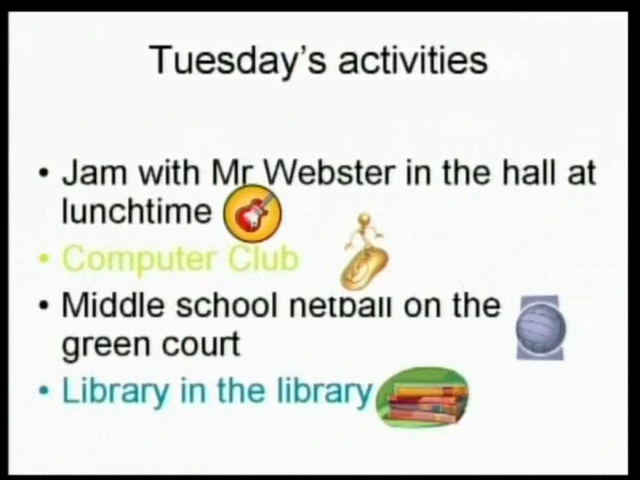 Tuesday's activities
• Jam with Mr Webster in the hall at
lunchtime
• Computer Club
• Middle school netball on the
green court
• Library in the library